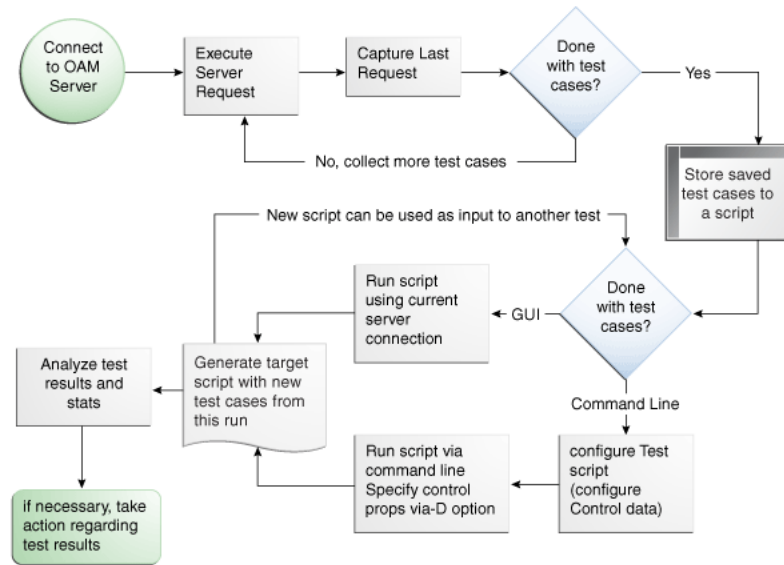 Connect
to OAM
Server
Execute
Server
Request
Capture Last
Request
Done
with test
cases?
Yes
No, collect more test cases
Store saved
test cases to
a script
New script can be used as input to another test
Done
with test
cases?
GUI
Run script
using current
server
connection
Generate target
script with new
test cases from
this run
Analyze test
results and
stats
Command Line
configure Test
script
(configure
Control data)
Run script via
command line
Specify control
props via-D option
if necessary, take
action regarding
test results